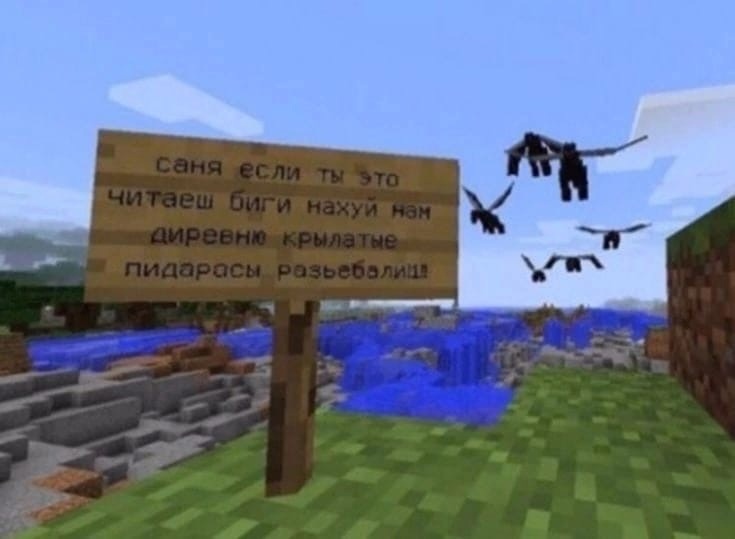 саня если ты это
читаеш биги нахуй нам
диревню крылатые
пидарасы разьебалиЩ!!